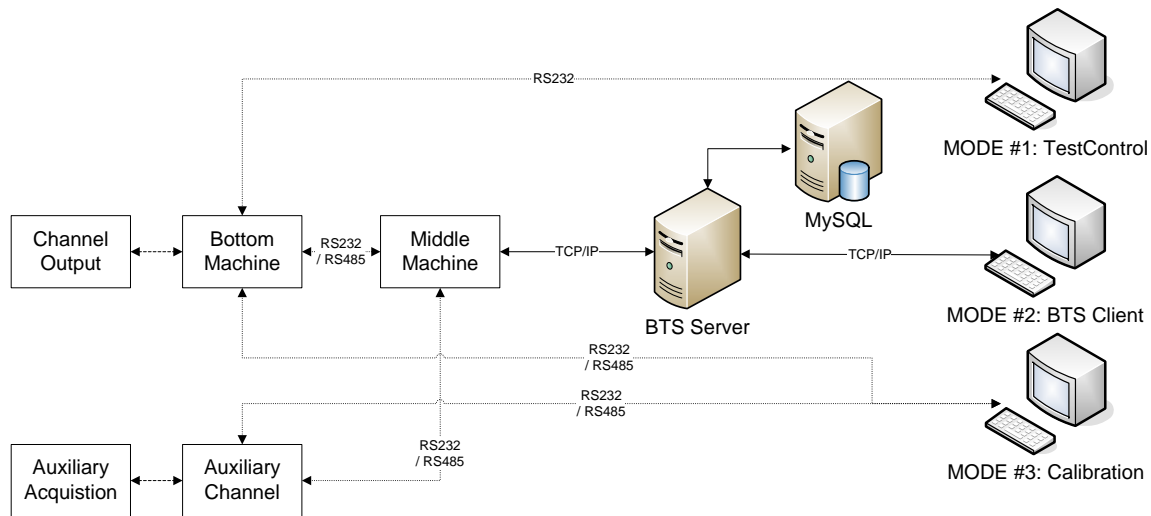 RS232
MODE #1: TestControl
MySQL
Channel
Output
Bottom
Machine
RS232
/ RS485
Middle
Machine
TCP/IP
BTS Server
TCP/IP
MODE #2: BTS Client
RS232
/ RS485
RS232
/ RS485
MODE #3: Calibration
Auxiliary
Acquistion
Auxiliary
Channel
RS232
/ RS485